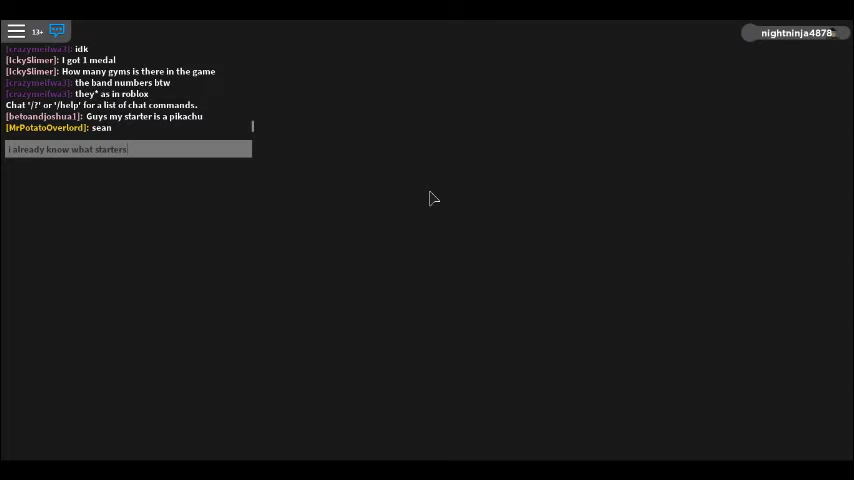 13+
nightninja4878
[crazymeifwa3]: idk
[IckySlimer]: I got 1 medal
[IckySlimer]: How many gyms is there in the game
[crazymeifwa3]: the band numbers btw
[crazymeifwa3]: they* as in roblox
Chat '/?' or '/help' for a list of chat commands.
[betoandjoshua1]: Guys my starter is a pikachu
[MrPotatoOverlord]: sean
i already know what starters